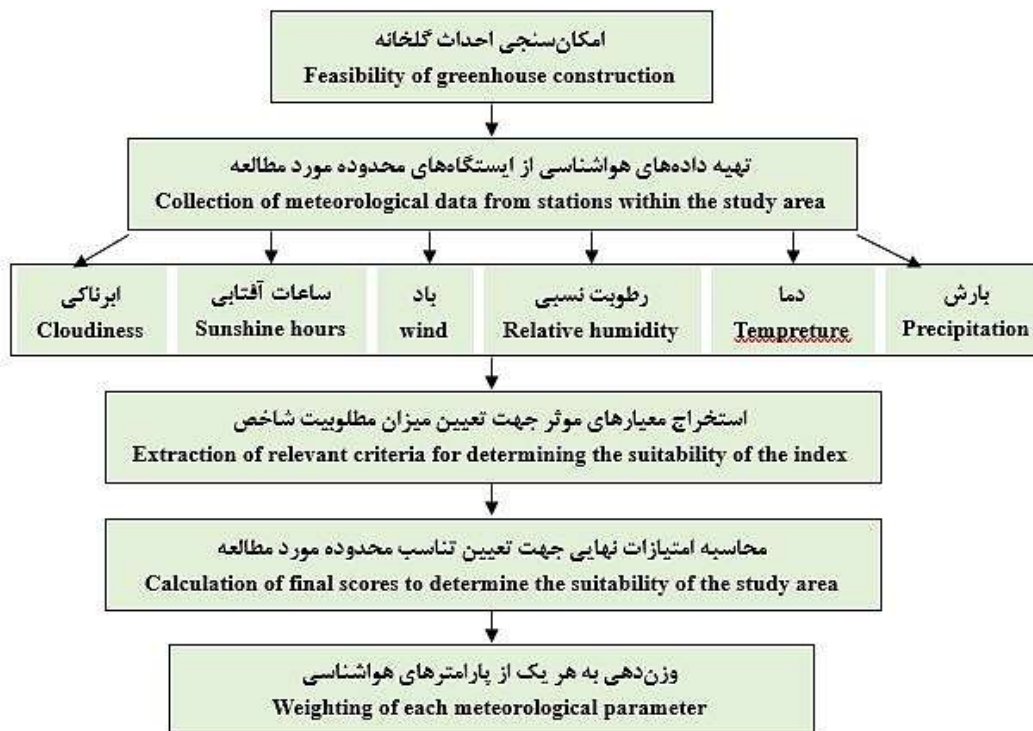 امکان‌سنجی احداث گلخانه
Feasibility of greenhouse construction
تهیه داده‌های هواشناسی از ایستگاه‌های محدوده مورد مطالعه
Collection of meteorological data from stations within the study area
ابرناکی
Cloudiness
ساعات آفتابی
Sunshine hours
باد
wind
رطوبت نسبی
Relative humidity
دما
Tempreture
بارش
Precipitation
استخراج معیارهای موثر جهت تعیین میزان مطلوبیت شاخص
Extraction of relevant criteria for determining the suitability of the index
محاسبه امتیازات نهایی جهت تعیین تناسب محدوده مورد مطالعه
Calculation of final scores to determine the suitability of the study area
وزن‌دهی به هر یک از پارامترهای هواشناسی
Weighting of each meteorological parameter